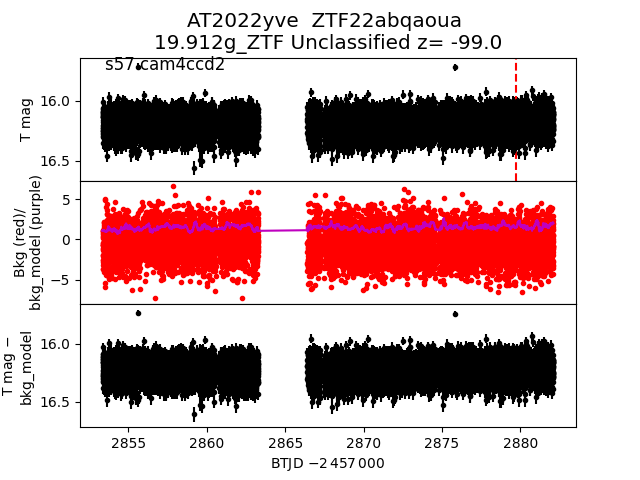 AT2022yve  ZTF22abqaoua
19.912g_ZTF Unclassified z= -99.0
s57 cam4ccd2
T mag
16.0
16.5
Bkg (red)/
bkg_model (purple)
5
0
−5
T mag −
bkg_model
16.0
16.5
2855
2860
2865
2870
2875
2880
BTJD −2 457 000